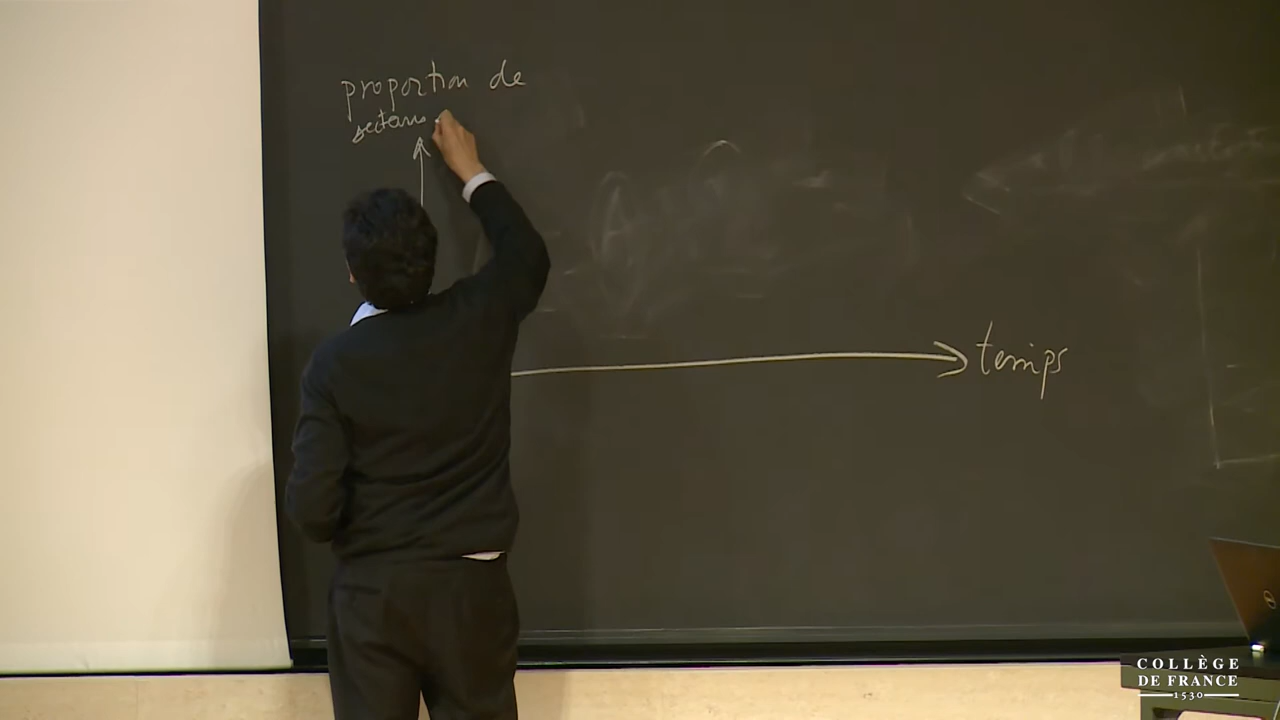 proportion de
secteurs
temps
COLLÈGE
DE FRANCE
1530